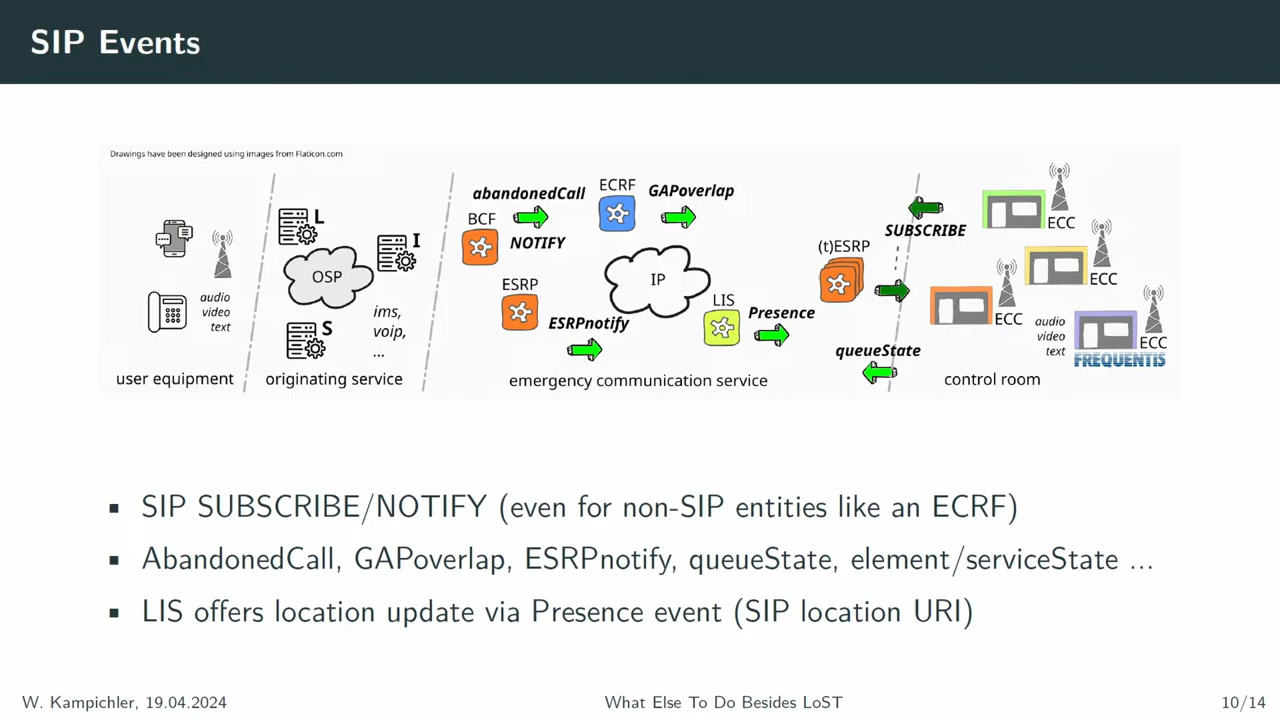 SIP Events
Drawings have been designed using images from Flaticon.com
abandonedCall
ECRF
GAPoverlap
BCF
NOTIFY
L
I
OSP
S
audio
video
text
ims,
voip,
...
ESRP
ESRPnotify
IP
LIS
Presence
(t)ESRP
SUBSCRIBE
queueState
ECC
ECC
ECC
audio
video
text
ECC
FREQUENTIS
user equipment
originating service
emergency communication service
control room
▪ SIP SUBSCRIBE/NOTIFY (even for non-SIP entities like an ECRF)
▪ AbandonedCall, GAPoverlap, ESRPnotify, queueState, element/serviceState ...
▪ LIS offers location update via Presence event (SIP location URI)
W. Kampichler, 19.04.2024
What Else To Do Besides LoST
10/14